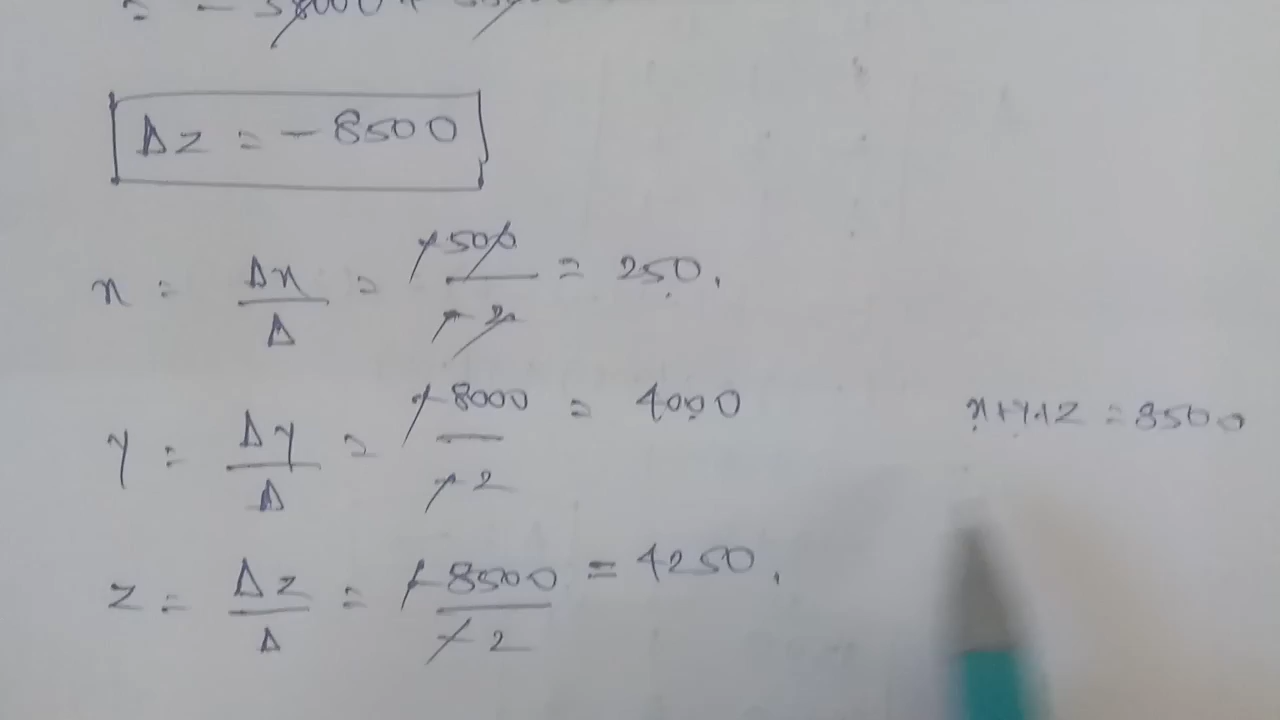 Δz = -8500
x = Δx/Δ = -500/-2 = 250.
y = Δy/Δ = -8000/-2 = 4000
x+y+z = 8500
z = Δz/Δ = -8500/-2 = 4250.